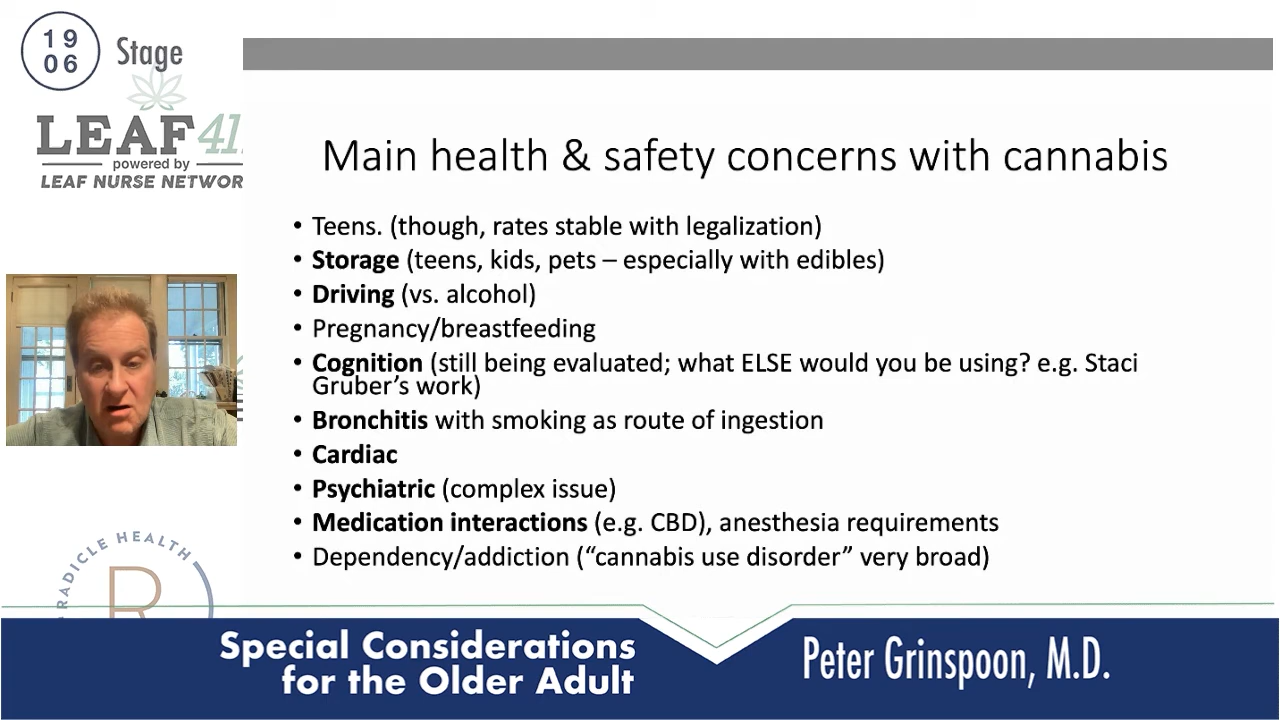 19
06
Stage
LEAF 41
powered by
LEAF NURSE NETWOR
Main health & safety concerns with cannabis
• Teens. (though, rates stable with legalization)
• Storage (teens, kids, pets – especially with edibles)
• Driving (vs. alcohol)
• Pregnancy/breastfeeding
• Cognition (still being evaluated; what ELSE would you be using? e.g. Staci
Gruber’s work)
• Bronchitis with smoking as route of ingestion
• Cardiac
• Psychiatric (complex issue)
• Medication interactions (e.g. CBD), anesthesia requirements
• Dependency/addiction (“cannabis use disorder” very broad)
RADICLE HEALTH
R
Special Considerations
for the Older Adult
Peter Grinspoon, M.D.